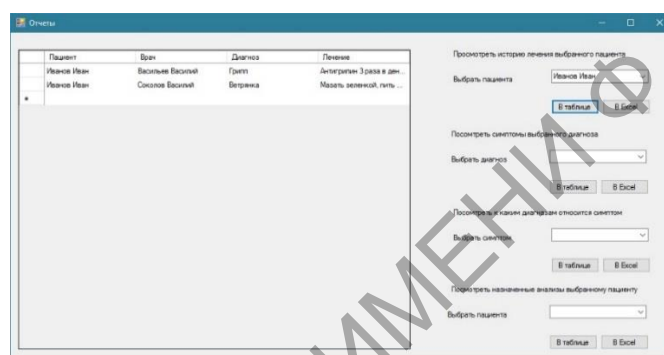 Отчеты
Пациент Врач Диагноз Лечение
Иванов Иван Васильев Василий Грипп Антигрипин 3 раза в ден...
Иванов Иван Соколов Василий Ветрянка Мазать зеленкой, пить ...
Просмотреть историю лечения выбранного пациента
Выбрать пациента Иванов Иван
В таблице В Excel
Посмотреть симптомы выбранного диагноза
Выбрать диагноз
В таблице В Excel
Посмотреть к каким диагнозам относится симптом
Выбрать симптом
В таблице В Excel
Посмотреть назначенные анализы выбранному пациенту
Выбрать пациента
В таблице В Excel
ИМЕНИ Ф